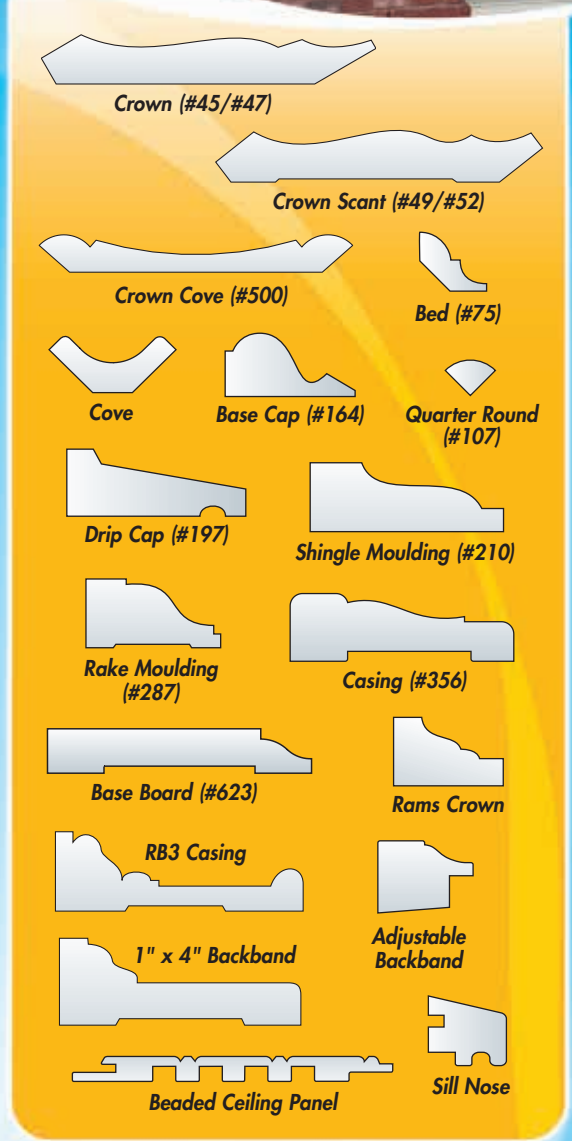 Crown (#45/#47)
Crown Scant (#49/#52)
Crown Cove (#500)
Bed (#75)
Cove
Base Cap (#164)
Quarter Round
(#107)
Drip Cap (#197)
Shingle Moulding (#210)
Rake Moulding
(#287)
Casing (#356)
Base Board (#623)
Rams Crown
RB3 Casing
Adjustable
Backband
1" x 4" Backband
Sill Nose
Beaded Ceiling Panel